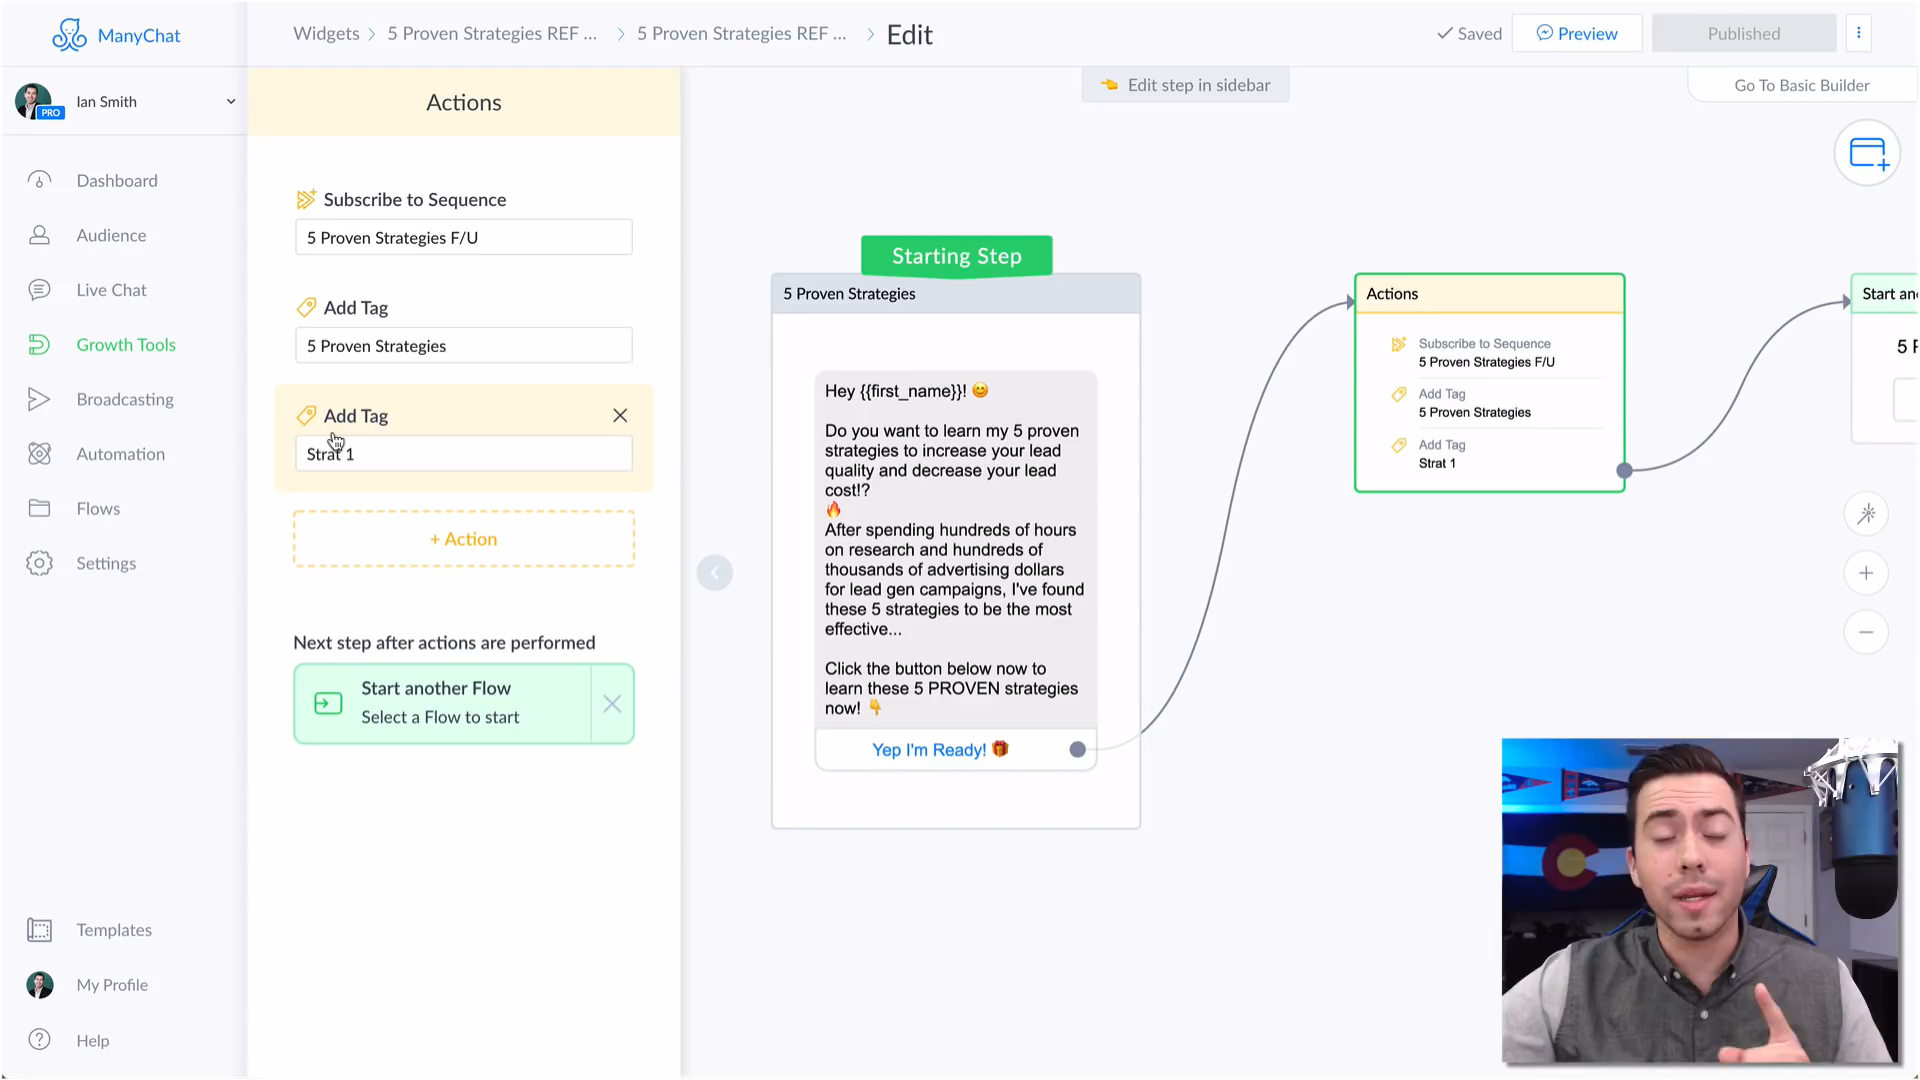 ManyChat
Widgets
5 Proven Strategies REF ...
5 Proven Strategies REF ...
Edit
Saved
Preview
Published
Ian Smith
PRO
Actions
👈 Edit step in sidebar
Go To Basic Builder
Dashboard
Audience
Live Chat
Growth Tools
Broadcasting
Automation
Flows
Settings
Templates
My Profile
Help
Subscribe to Sequence
5 Proven Strategies F/U
Add Tag
5 Proven Strategies
Add Tag
Strat 1
+ Action
Next step after actions are performed
Start another Flow
Select a Flow to start
Starting Step
5 Proven Strategies
Hey {{first_name}}! 😊
Do you want to learn my 5 proven
strategies to increase your lead
quality and decrease your lead
cost!?
🔥
After spending hundreds of hours
on research and hundreds of
thousands of advertising dollars
for lead gen campaigns, I've found
these 5 strategies to be the most
effective...
Click the button below now to
learn these 5 PROVEN strategies
now! 👇
Yep I'm Ready! 🎁
Actions
Subscribe to Sequence
5 Proven Strategies F/U
Add Tag
5 Proven Strategies
Add Tag
Strat 1
Start
5